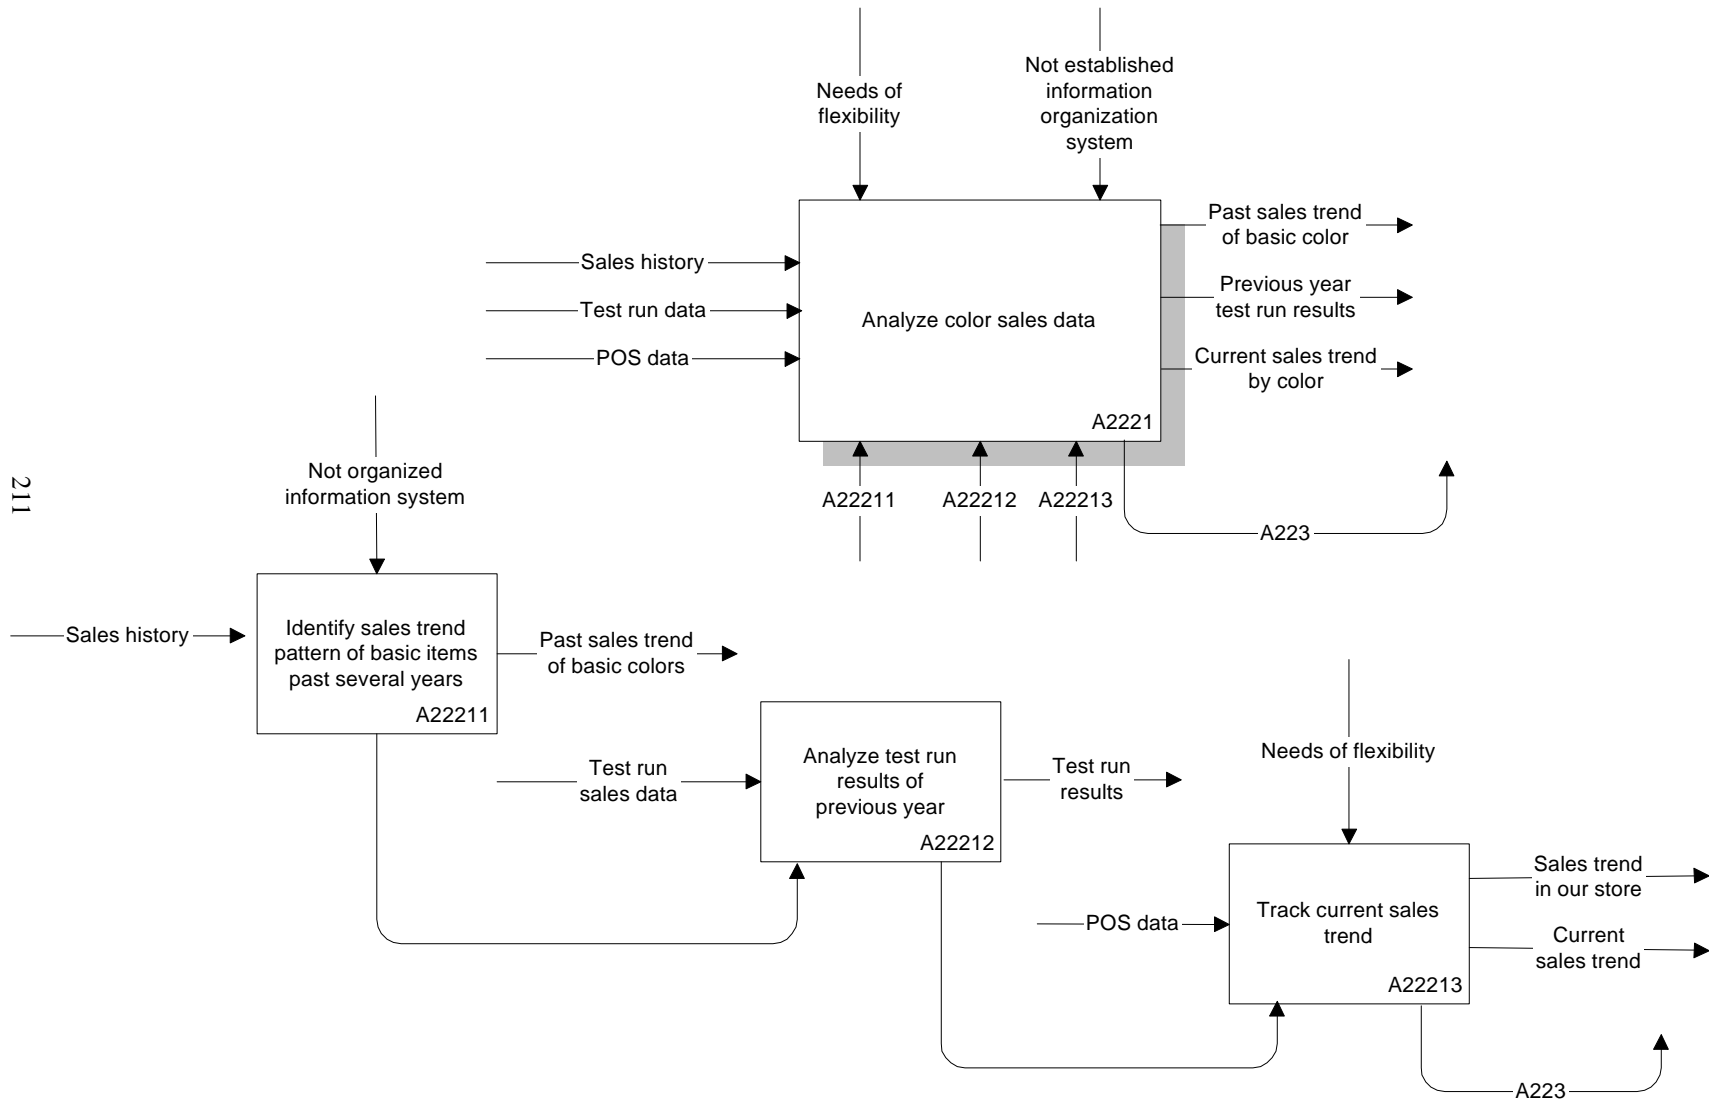 Needs of
flexibility
Not established
information
organization
system
Sales history
Test run data
POS data
Analyze color sales data
A2221
Past sales trend
of basic color
Previous year
test run results
Current sales trend
by color
A22211
A22212
A22213
A223
211
Not organized
information system
Sales history
Identify sales trend
pattern of basic items
past several years
A22211
Past sales trend
of basic colors
Test run
sales data
Analyze test run
results of
previous year
A22212
Test run
results
Needs of flexibility
POS data
Track current sales
trend
A22213
Sales trend
in our store
Current
sales trend
A223